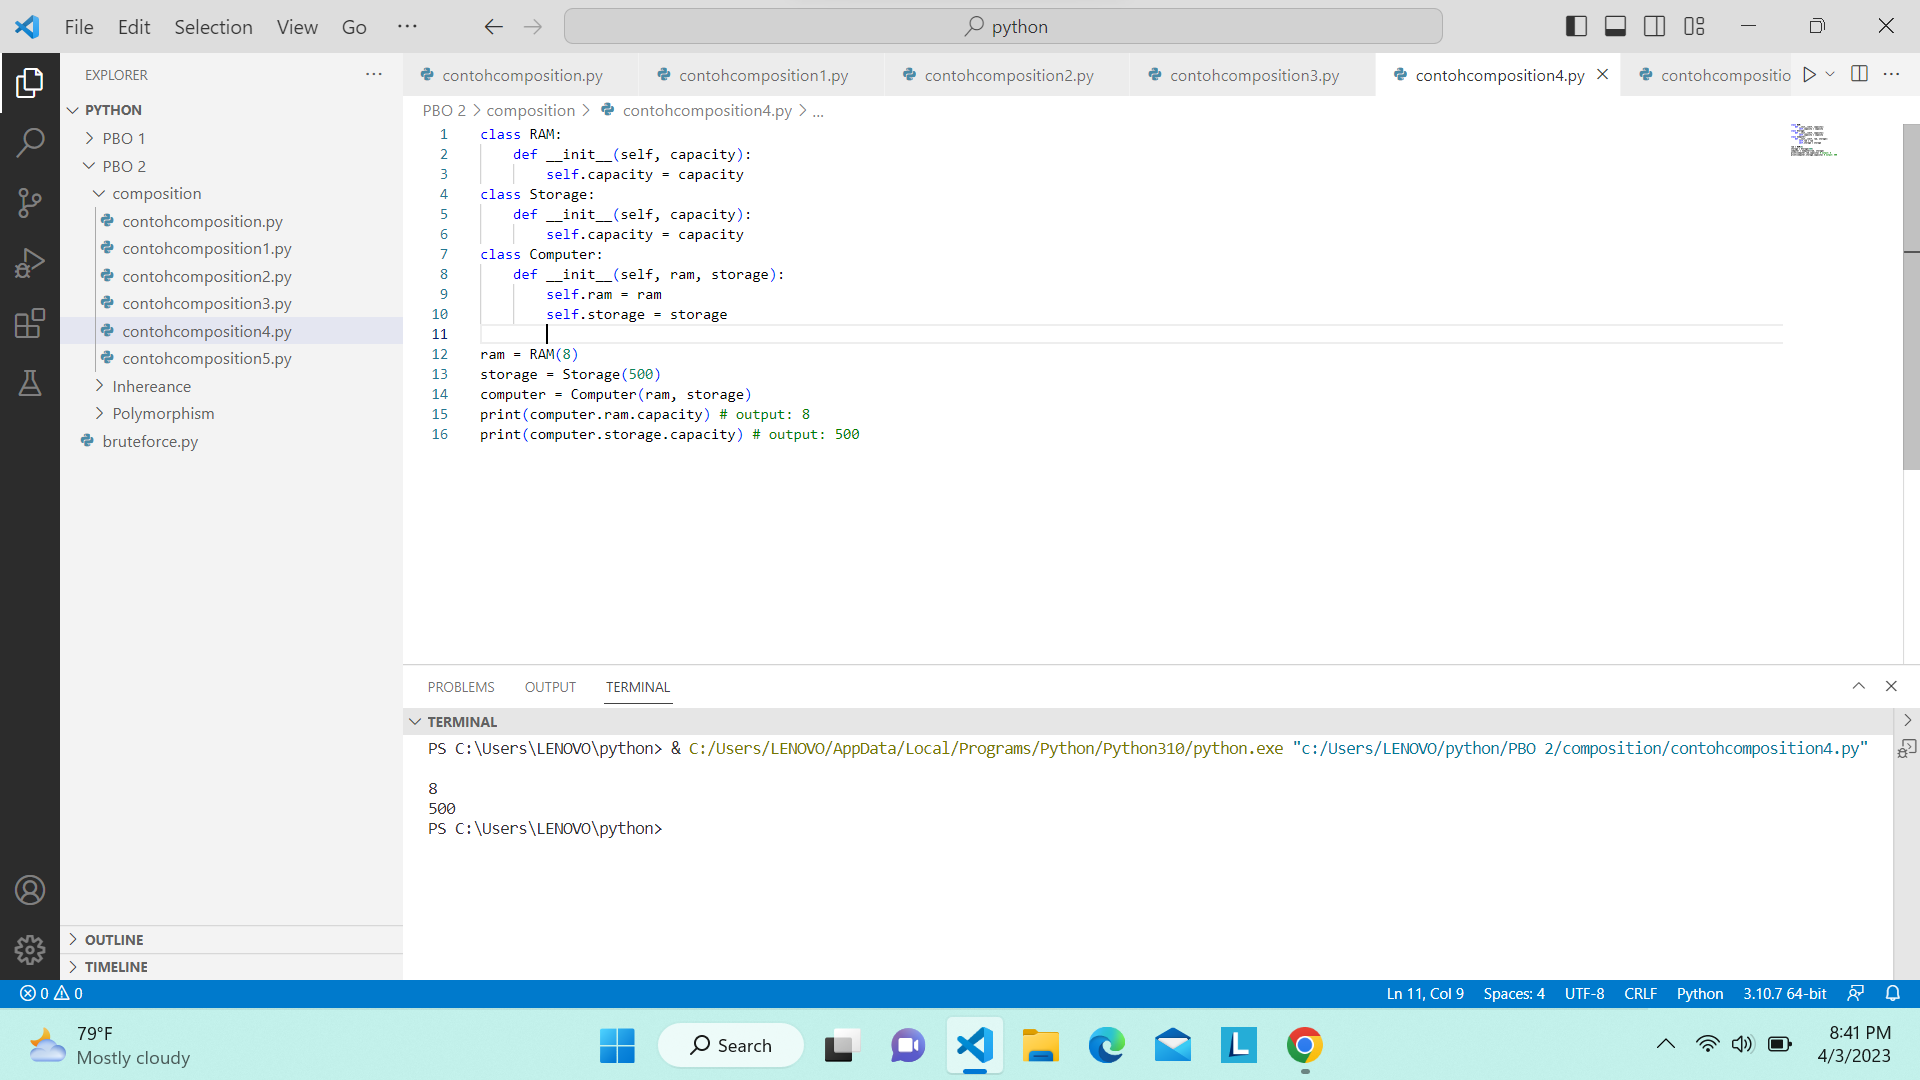 File Edit Selection View Go ··· python
EXPLORER ···
PYTHON
PBO 1
PBO 2
composition
contohcomposition.py
contohcomposition1.py
contohcomposition2.py
contohcomposition3.py
contohcomposition4.py
contohcomposition5.py
Inhereance
Polymorphism
bruteforce.py
OUTLINE
TIMELINE
contohcomposition.py contohcomposition1.py contohcomposition2.py contohcomposition3.py contohcomposition4.py contohcompositio
PBO 2 > composition > contohcomposition4.py > ...
1 class RAM:
2     def __init__(self, capacity):
3         self.capacity = capacity
4 class Storage:
5     def __init__(self, capacity):
6         self.capacity = capacity
7 class Computer:
8     def __init__(self, ram, storage):
9         self.ram = ram
10         self.storage = storage
11
12 ram = RAM(8)
13 storage = Storage(500)
14 computer = Computer(ram, storage)
15 print(computer.ram.capacity) # output: 8
16 print(computer.storage.capacity) # output: 500
PROBLEMS OUTPUT TERMINAL
TERMINAL
PS C:\Users\LENOVO\python> & C:/Users/LENOVO/AppData/Local/Programs/Python/Python310/python.exe "c:/Users/LENOVO/python/PBO 2/composition/contohcomposition4.py"
8
500
PS C:\Users\LENOVO\python>
0 0 Ln 11, Col 9 Spaces: 4 UTF-8 CRLF Python 3.10.7 64-bit
79°F
Mostly cloudy
Search
L
8:41 PM
4/3/2023